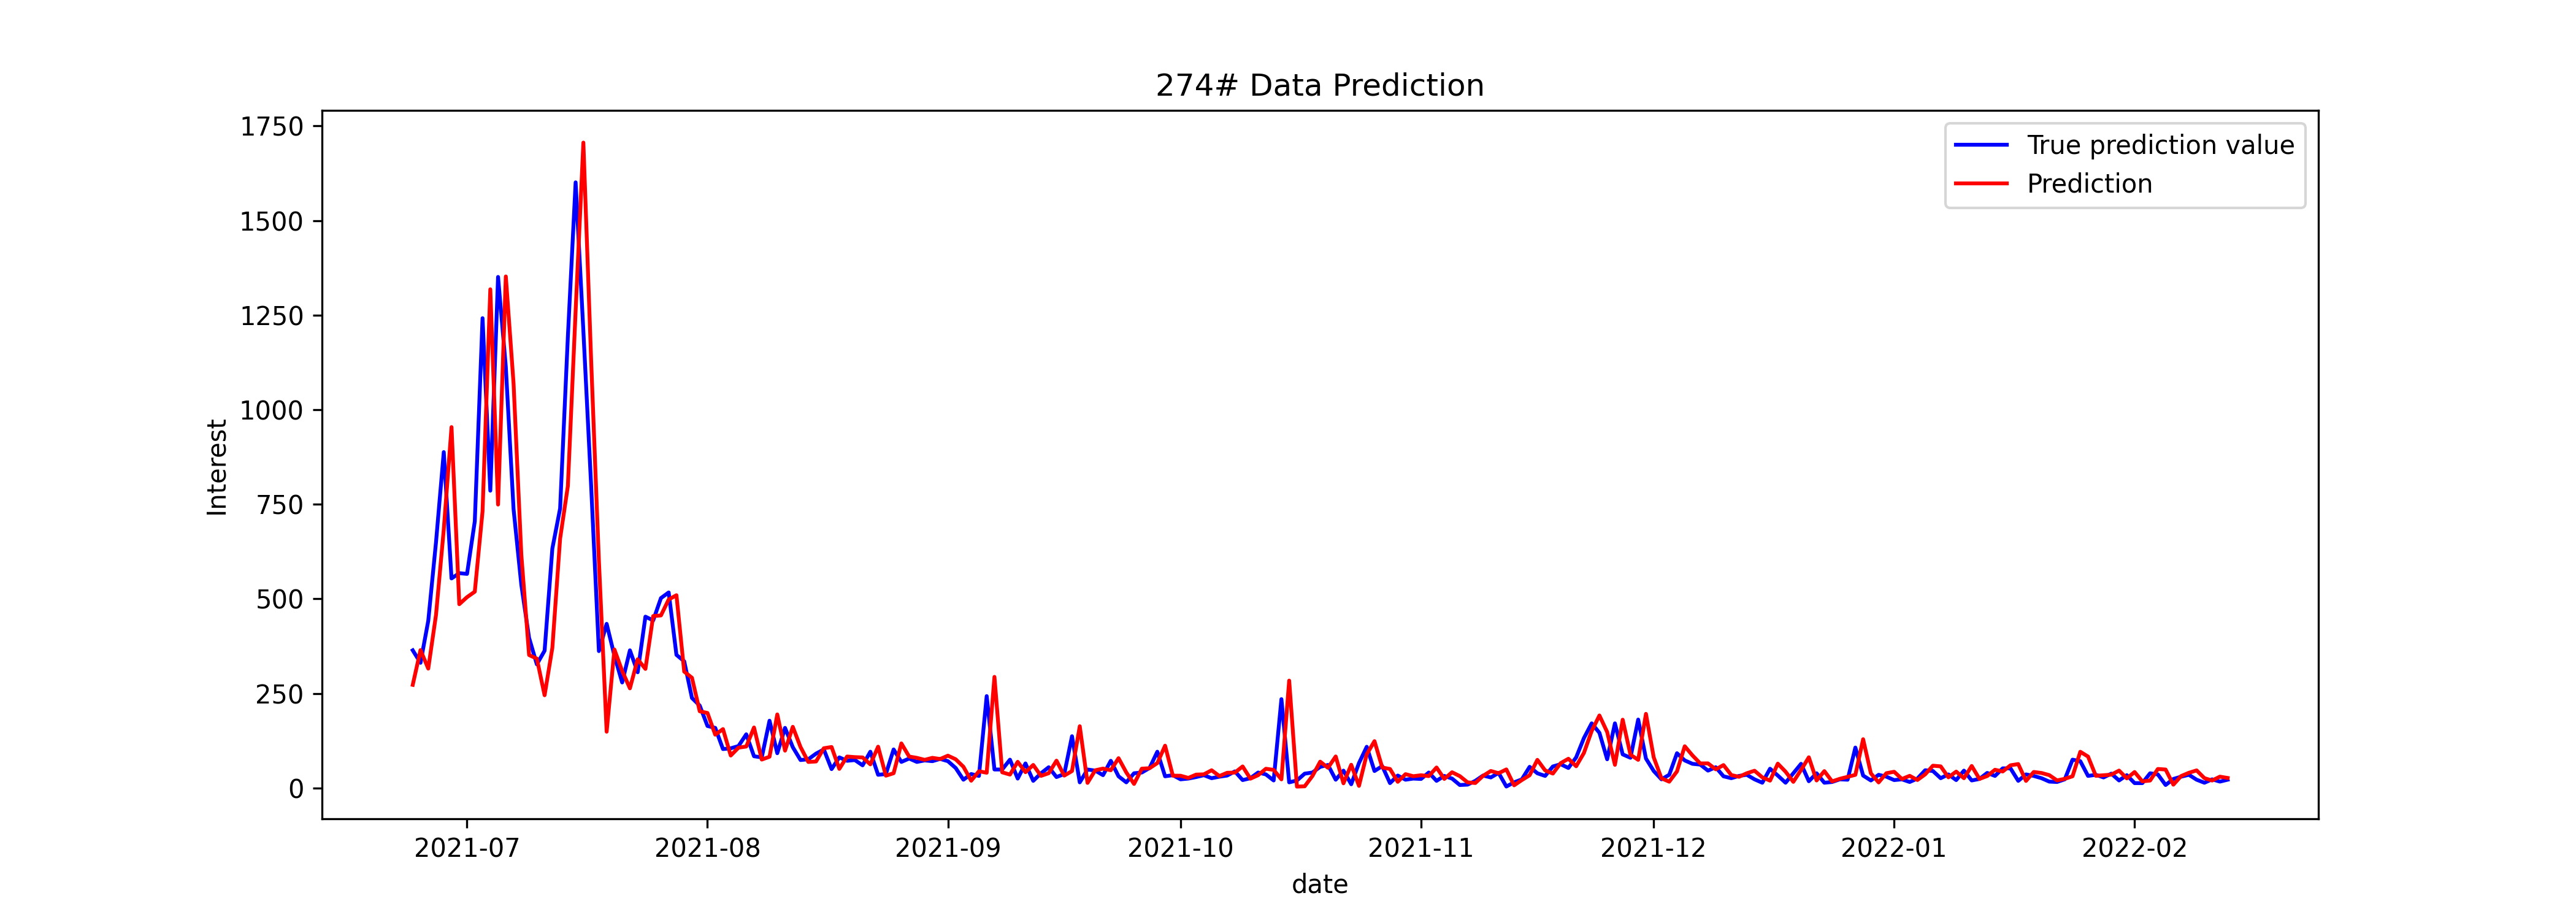 274# Data Prediction
True prediction value
Prediction
1750
1500
1250
1000
750
500
250
0
Interest
2021-07 2021-08 2021-09 2021-10 2021-11 2021-12 2022-01 2022-02
date